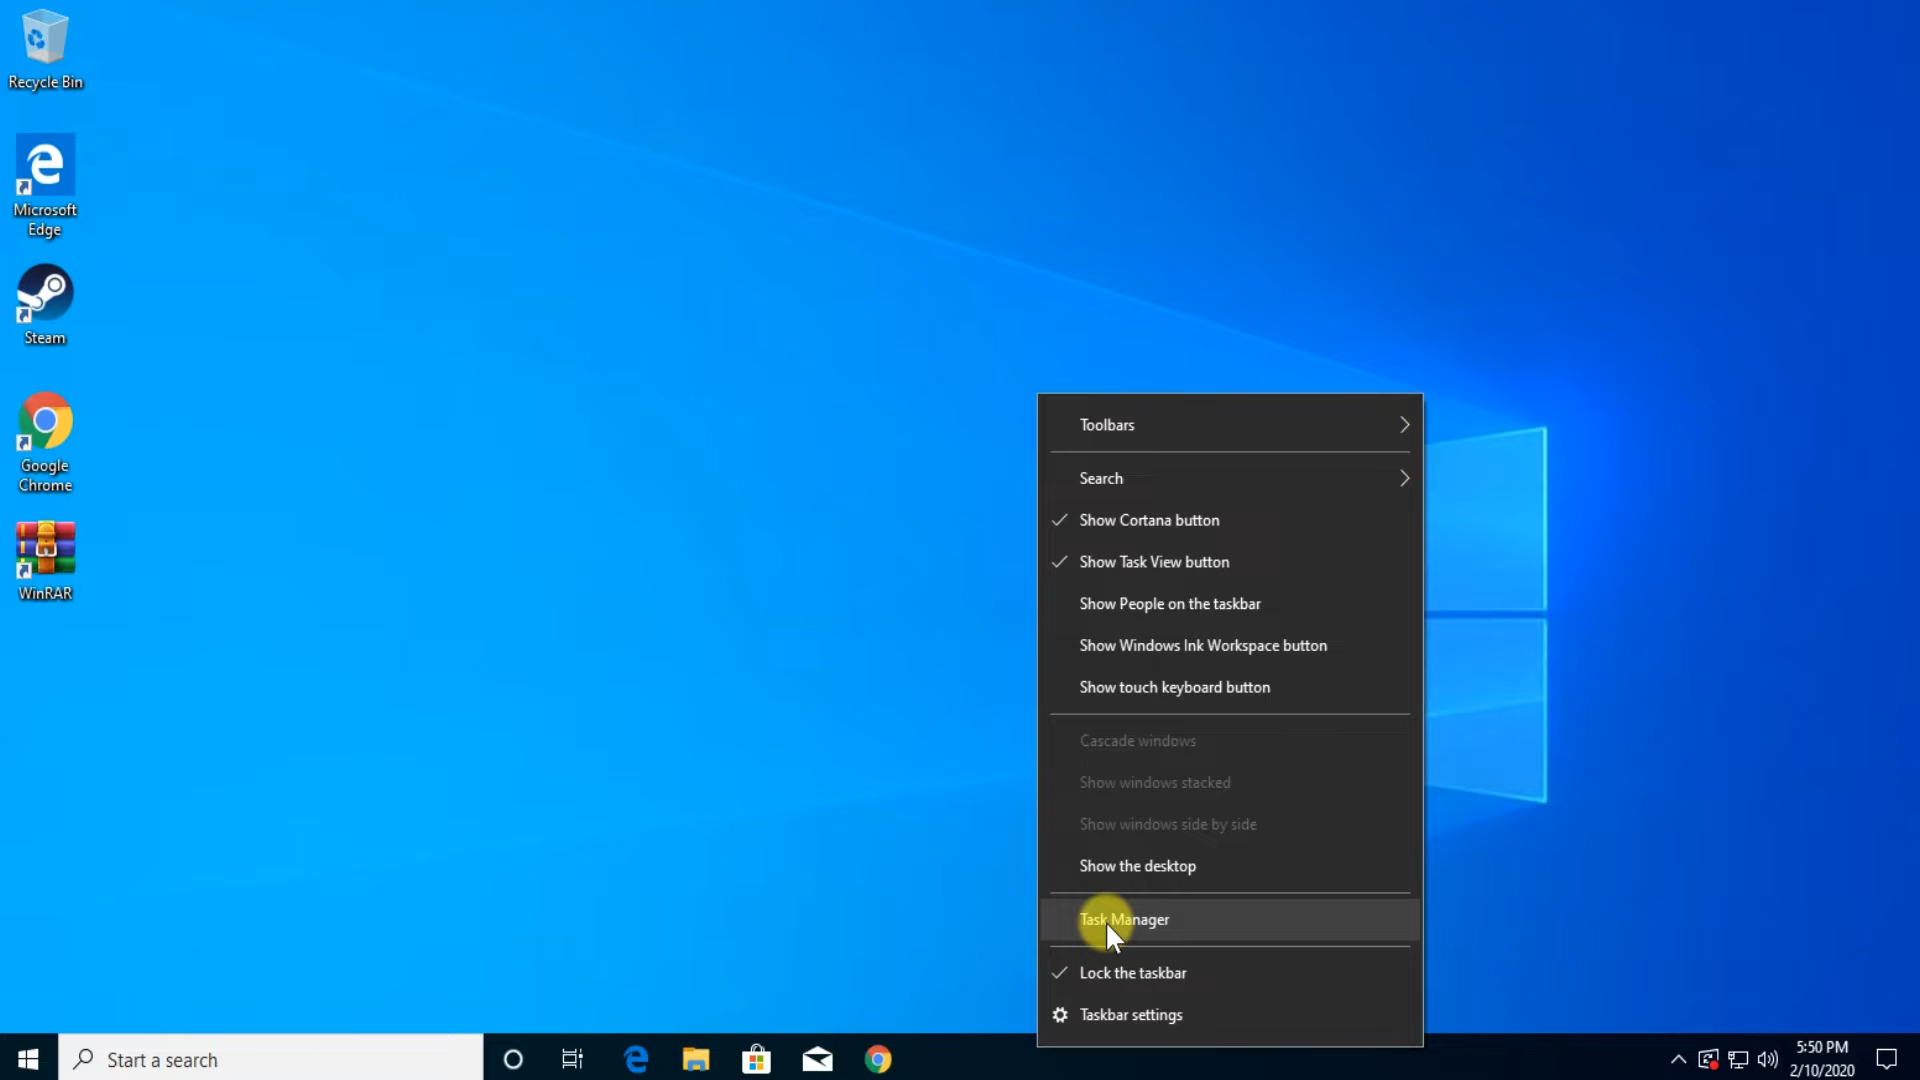 Recycle Bin
Microsoft
Edge
Steam
Google
Chrome
WinRAR
Toolbars
Search
Show Cortana button
Show Task View button
Show People on the taskbar
Show Windows Ink Workspace button
Show touch keyboard button
Cascade windows
Show windows stacked
Show windows side by side
Show the desktop
Task Manager
Lock the taskbar
Taskbar settings
Start a search
5:50 PM
2/10/2020